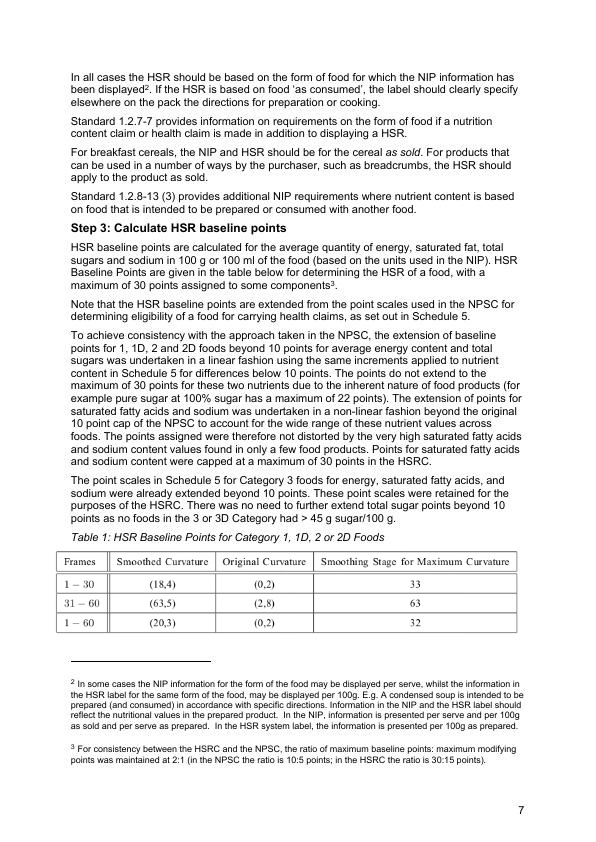 In all cases the HSR should be based on the form of food for which the NIP information has
been displayed2. If the HSR is based on food ‘as consumed’, the label should clearly specify
elsewhere on the pack the directions for preparation or cooking.
Standard 1.2.7-7 provides information on requirements on the form of food if a nutrition
content claim or health claim is made in addition to displaying a HSR.
For breakfast cereals, the NIP and HSR should be for the cereal as sold. For products that
can be used in a number of ways by the purchaser, such as breadcrumbs, the HSR should
apply to the product as sold.
Standard 1.2.8-13 (3) provides additional NIP requirements where nutrient content is based
on food that is intended to be prepared or consumed with another food.
Step 3: Calculate HSR baseline points
HSR baseline points are calculated for the average quantity of energy, saturated fat, total
sugars and sodium in 100 g or 100 ml of the food (based on the units used in the NIP). HSR
Baseline Points are given in the table below for determining the HSR of a food, with a
maximum of 30 points assigned to some components3.
Note that the HSR baseline points are extended from the point scales used in the NPSC for
determining eligibility of a food for carrying health claims, as set out in Schedule 5.
To achieve consistency with the approach taken in the NPSC, the extension of baseline
points for 1, 1D, 2 and 2D foods beyond 10 points for average energy content and total
sugars was undertaken in a linear fashion using the same increments applied to nutrient
content in Schedule 5 for differences below 10 points. The points do not extend to the
maximum of 30 points for these two nutrients due to the inherent nature of food products (for
example pure sugar at 100% sugar has a maximum of 22 points). The extension of points for
saturated fatty acids and sodium was undertaken in a non-linear fashion beyond the original
10 point cap of the NPSC to account for the wide range of these nutrient values across
foods. The points assigned were therefore not distorted by the very high saturated fatty acids
and sodium content values found in only a few food products. Points for saturated fatty acids
and sodium content were capped at a maximum of 30 points in the HSRC.
The point scales in Schedule 5 for Category 3 foods for energy, saturated fatty acids, and
sodium were already extended beyond 10 points. These point scales were retained for the
purposes of the HSRC. There was no need to further extend total sugar points beyond 10
points as no foods in the 3 or 3D Category had > 45 g sugar/100 g.
Table 1: HSR Baseline Points for Category 1, 1D, 2 or 2D Foods
Frames Smoothed Curvature Original Curvature Smoothing Stage for Maximum Curvature
1 − 30 (18,4) (0,2) 33
31 − 60 (63,5) (2,8) 63
1 − 60 (20,3) (0,2) 32
2 In some cases the NIP information for the form of the food may be displayed per serve, whilst the information in
the HSR label for the same form of the food, may be displayed per 100g. E.g. A condensed soup is intended to be
prepared (and consumed) in accordance with specific directions. Information in the NIP and the HSR label should
reflect the nutritional values in the prepared product. In the NIP, information is presented per serve and per 100g
as sold and per serve as prepared. In the HSR system label, the information is presented per 100g as prepared.
3 For consistency between the HSRC and the NPSC, the ratio of maximum baseline points: maximum modifying
points was maintained at 2:1 (in the NPSC the ratio is 10:5 points; in the HSRC the ratio is 30:15 points).
7